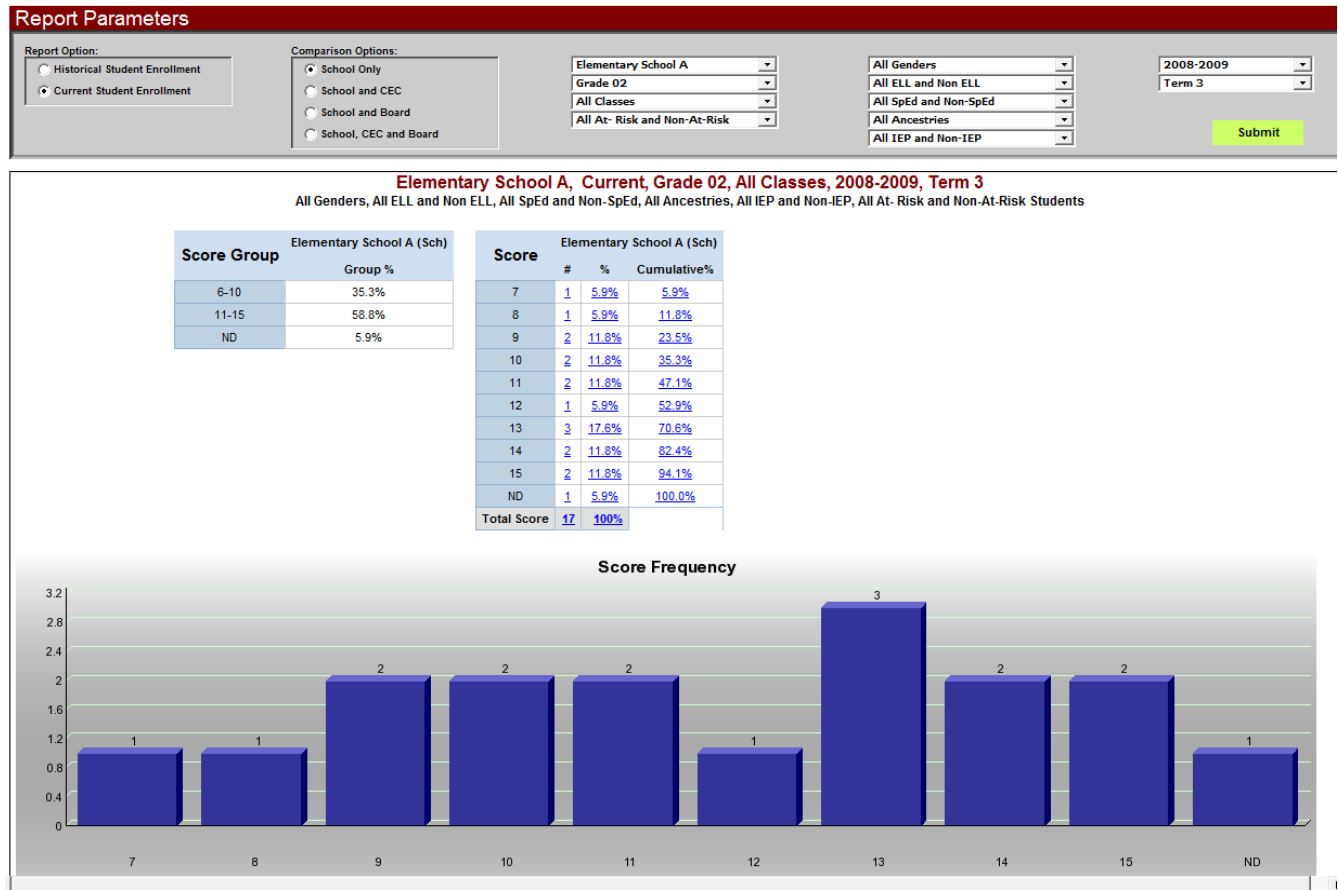 Report Parameters
Report Option:
Historical Student Enrollment
Current Student Enrollment
Comparison Options:
School Only
School and CEC
School and Board
School, CEC and Board
Elementary School A
Grade 02
All Classes
All At- Risk and Non-At-Risk
All Genders
All ELL and Non ELL
All SpEd and Non-SpEd
All Ancestries
All IEP and Non-IEP
2008-2009
Term 3
Submit
Elementary School A, Current, Grade 02, All Classes, 2008-2009, Term 3
All Genders, All ELL and Non ELL, All SpEd and Non-SpEd, All Ancestries, All IEP and Non-IEP, All At- Risk and Non-At-Risk Students
Score Group Elementary School A (Sch)
Group %
6-10 35.3%
11-15 58.8%
ND 5.9%
Score Elementary School A (Sch)
# % Cumulative%
7 1 5.9% 5.9%
8 1 5.9% 11.8%
9 2 11.8% 23.5%
10 2 11.8% 35.3%
11 2 11.8% 47.1%
12 1 5.9% 52.9%
13 3 17.6% 70.6%
14 2 11.8% 82.4%
15 2 11.8% 94.1%
ND 1 5.9% 100.0%
Total Score 17 100%
Score Frequency
3.2
2.8
2.4
2
1.6
1.2
0.8
0.4
0
1 1 2 2 2 1 3 2 2 1
7 8 9 10 11 12 13 14 15 ND